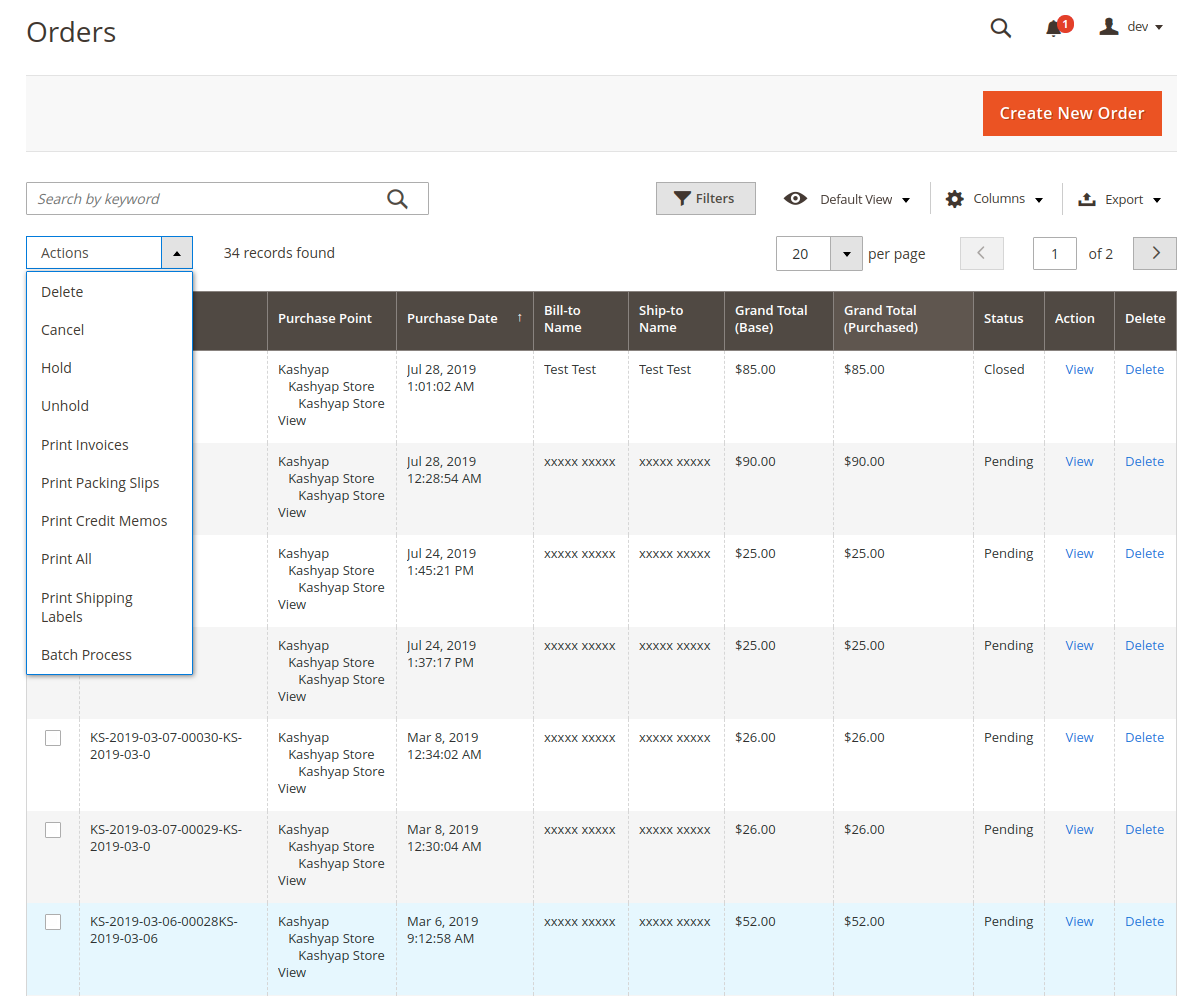 Orders
1
dev
Create New Order
Search by keyword
Filters
Default View
Columns
Export
Actions
34 records found
20
per page
1
of 2
Delete
Cancel
Hold
Unhold
Print Invoices
Print Packing Slips
Print Credit Memos
Print All
Print Shipping
Labels
Batch Process
Purchase Point
Purchase Date ↑
Bill-to
Name
Ship-to
Name
Grand Total
(Base)
Grand Total
(Purchased)
Status
Action
Delete
Kashyap
Kashyap Store
Kashyap Store
View
Jul 28, 2019
1:01:02 AM
Test Test
Test Test
$85.00
$85.00
Closed
View
Delete
Kashyap
Kashyap Store
Kashyap Store
View
Jul 28, 2019
12:28:54 AM
xxxxx xxxxx
xxxxx xxxxx
$90.00
$90.00
Pending
View
Delete
Kashyap
Kashyap Store
Kashyap Store
View
Jul 24, 2019
1:45:21 PM
xxxxx xxxxx
xxxxx xxxxx
$25.00
$25.00
Pending
View
Delete
Kashyap
Kashyap Store
Kashyap Store
View
Jul 24, 2019
1:37:17 PM
xxxxx xxxxx
xxxxx xxxxx
$25.00
$25.00
Pending
View
Delete
KS-2019-03-07-00030-KS-
2019-03-0
Kashyap
Kashyap Store
Kashyap Store
View
Mar 8, 2019
12:34:02 AM
xxxxx xxxxx
xxxxx xxxxx
$26.00
$26.00
Pending
View
Delete
KS-2019-03-07-00029-KS-
2019-03-0
Kashyap
Kashyap Store
Kashyap Store
View
Mar 8, 2019
12:30:04 AM
xxxxx xxxxx
xxxxx xxxxx
$26.00
$26.00
Pending
View
Delete
KS-2019-03-06-00028KS-
2019-03-06
Kashyap
Kashyap Store
Kashyap Store
View
Mar 6, 2019
9:12:58 AM
xxxxx xxxxx
xxxxx xxxxx
$52.00
$52.00
Pending
View
Delete